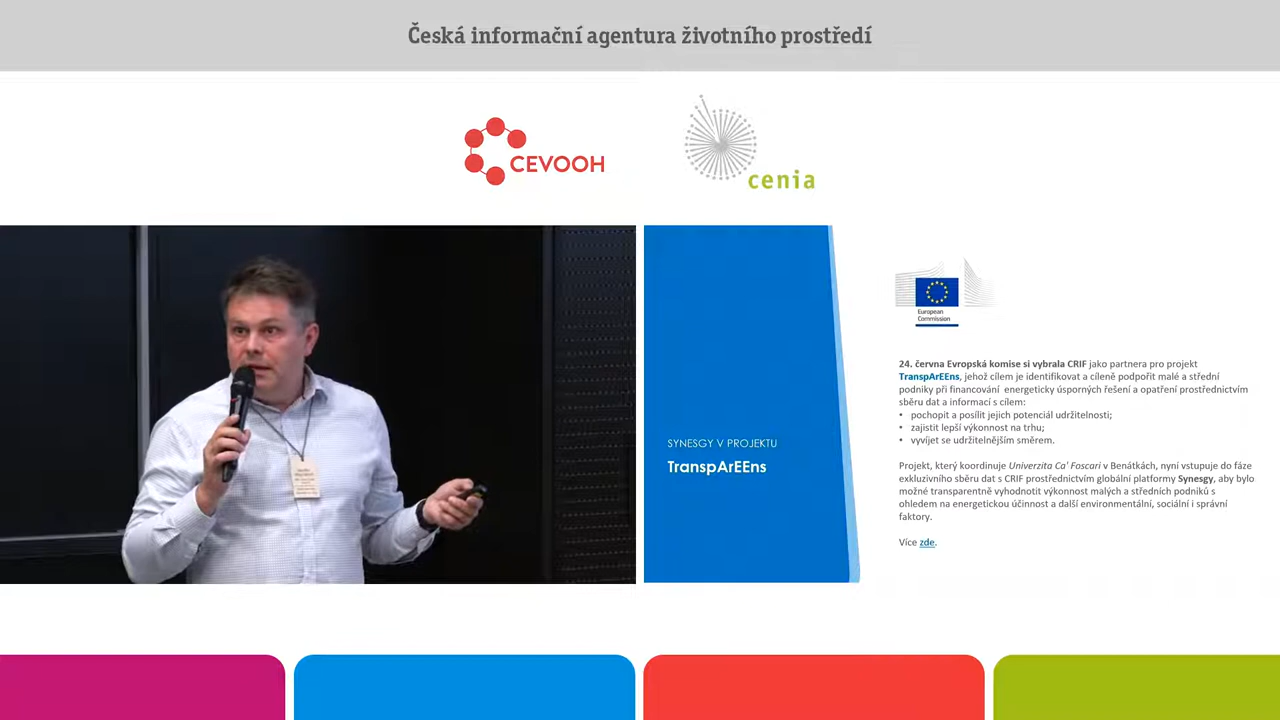 Česká informační agentura životního prostředí
CEVOOH
cenia
SYNESGY V PROJEKTU
TranspArEEns
European
Commission
24. června Evropská komise si vybrala CRIF jako partnera pro projekt
TranspArEEns, jehož cílem je identifikovat a cíleně podpořit malé a střední
podniky při financování energeticky úsporných řešení a opatření prostřednictvím
sběru dat a informací s cílem:
• pochopit a posílit jejich potenciál udržitelnosti;
• zajistit lepší výkonnost na trhu;
• vyvíjet se udržitelnějším směrem.
Projekt, který koordinuje Univerzita Ca' Foscari v Benátkách, nyní vstupuje do fáze
exkluzivního sběru dat s CRIF prostřednictvím globální platformy Synesgy, aby bylo
možné transparentně vyhodnotit výkonnost malých a středních podniků s
ohledem na energetickou účinnost a další environmentální, sociální i správní
faktory.
Více zde.